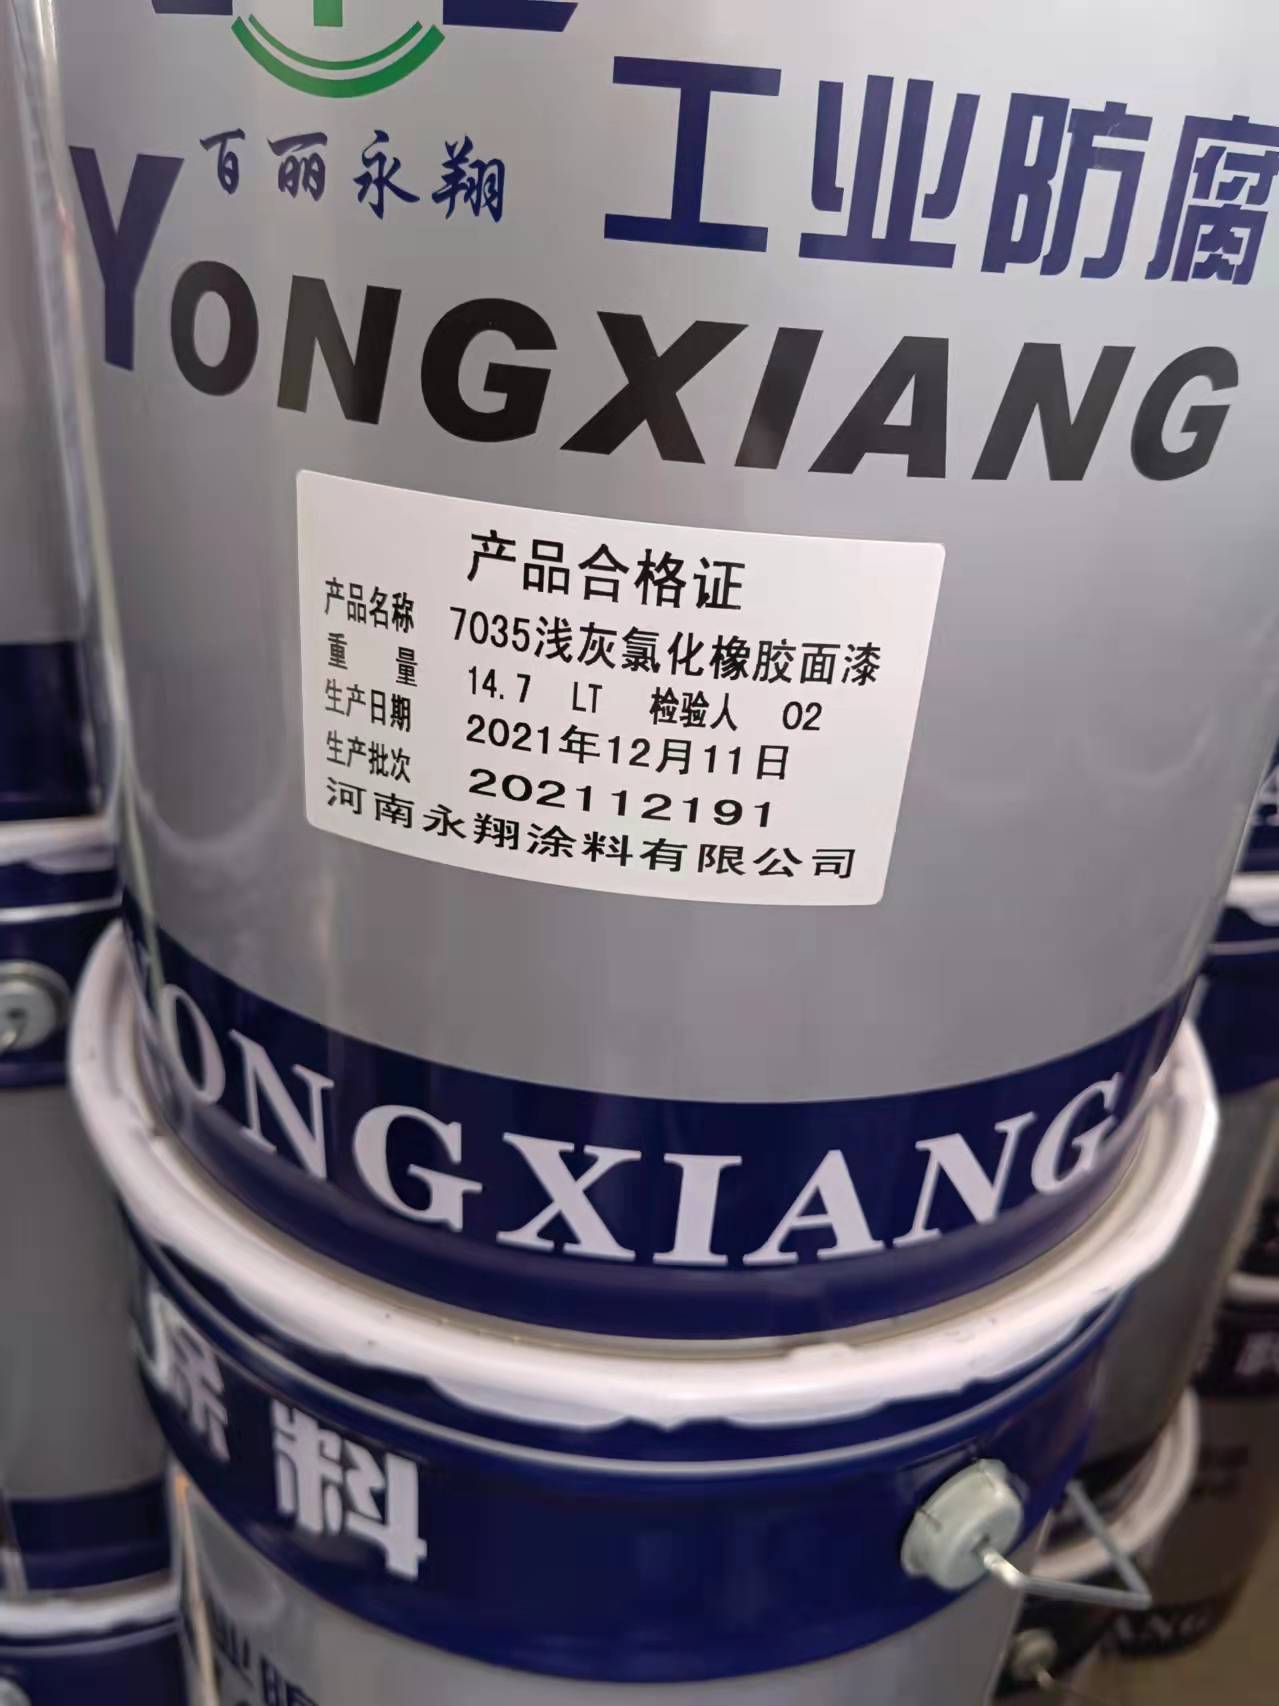 百丽永翔
工业防腐
YONGXIANG
产品合格证
产品名称 7035浅灰氯化橡胶面漆
重 量 14.7 LT 检验人 02
生产日期 2021年12月11日
生产批次 202112191
河南永翔涂料有限公司
YONGXIANG
涂料